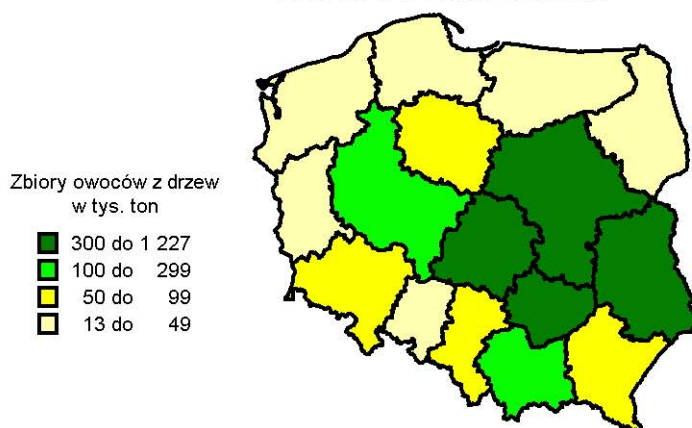 Zbiory owoców z drzew
w tys. ton
300 do 1 227
100 do 299
50 do 99
13 do 49